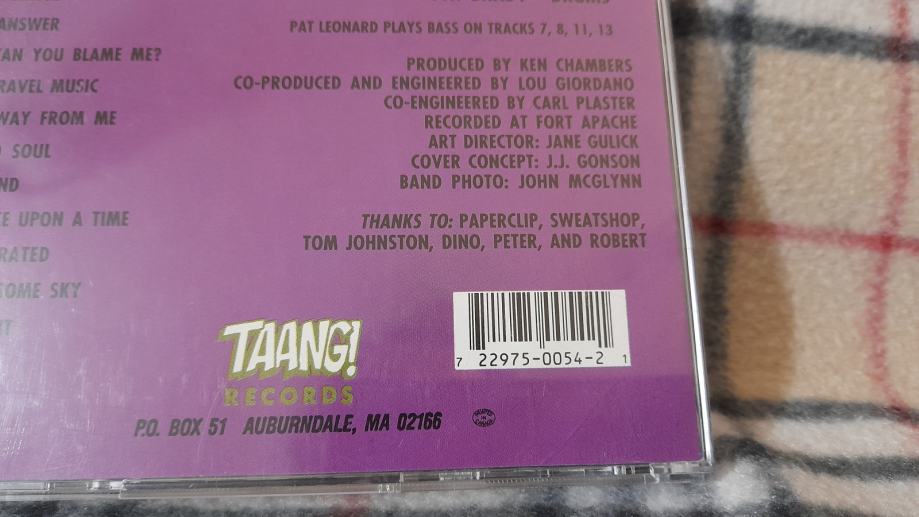 ANSWER
CAN YOU BLAME ME?
TRAVEL MUSIC
WAY FROM ME
SOUL
ND
E UPON A TIME
RATED
SOME SKY
PAT LEONARD PLAYS BASS ON TRACKS 7, 8, 11, 13
PRODUCED BY KEN CHAMBERS
CO-PRODUCED AND ENGINEERED BY LOU GIORDANO
CO-ENGINEERED BY CARL PLASTER
RECORDED AT FORT APACHE
ART DIRECTOR: JANE GULICK
COVER CONCEPT: J.J. GONSON
BAND PHOTO: JOHN MCGLYNN
THANKS TO: PAPERCLIP, SWEATSHOP,
TOM JOHNSTON, DINO, PETER, AND ROBERT
TAANG!
RECORDS
7 22975-0054-2 1
P.O. BOX 51 AUBURNDALE, MA 02166